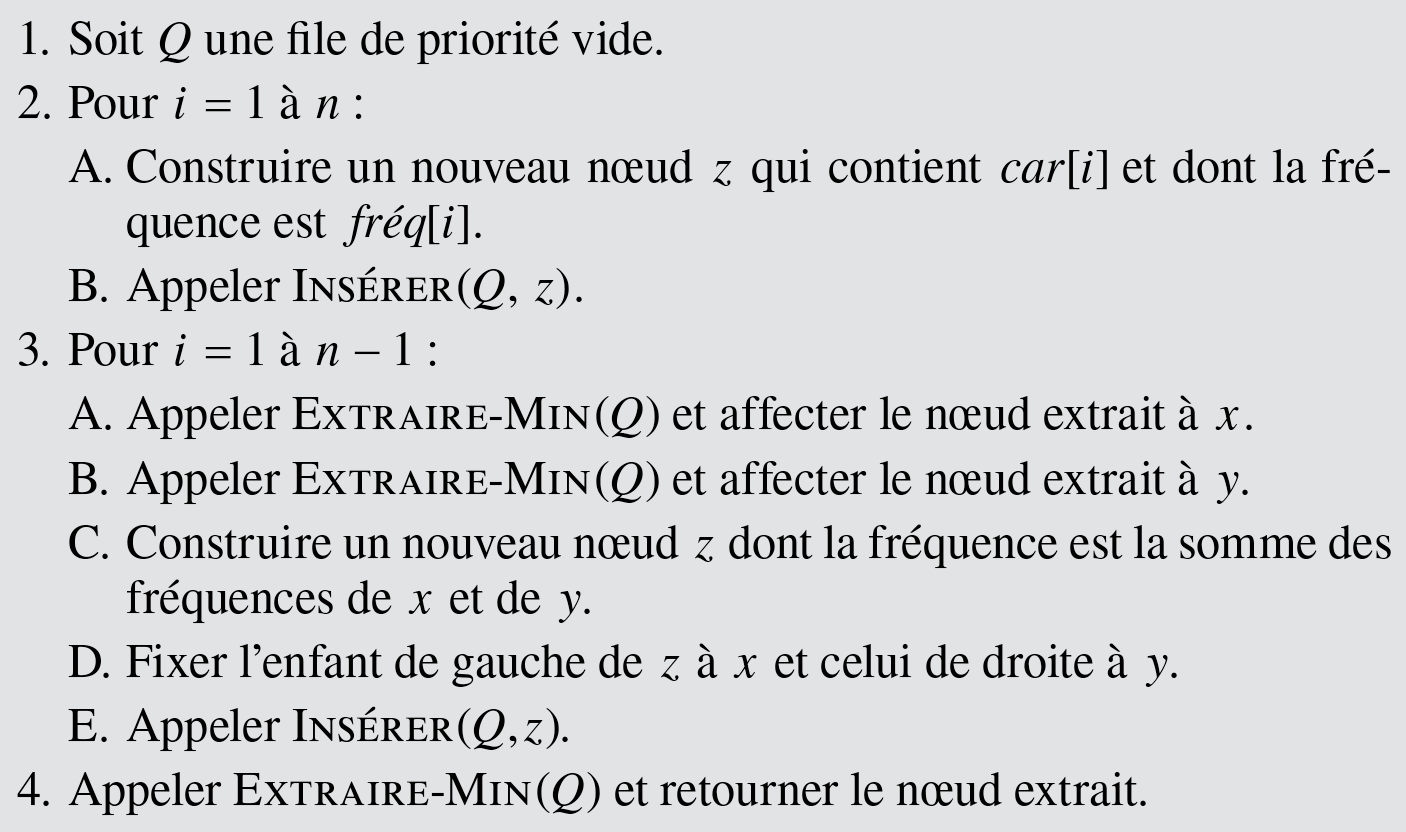 1. Soit Q une file de priorité vide.
2. Pour i = 1 à n :
A. Construire un nouveau nœud z qui contient car[i] et dont la fré-
quence est fréq[i].
B. Appeler INSÉRER(Q, z).
3. Pour i = 1 à n – 1 :
A. Appeler EXTRAIRE-MIN(Q) et affecter le nœud extrait à x.
B. Appeler EXTRAIRE-MIN(Q) et affecter le nœud extrait à y.
C. Construire un nouveau nœud z dont la fréquence est la somme des
fréquences de x et de y.
D. Fixer l’enfant de gauche de z à x et celui de droite à y.
E. Appeler INSÉRER(Q,z).
4. Appeler EXTRAIRE-MIN(Q) et retourner le nœud extrait.